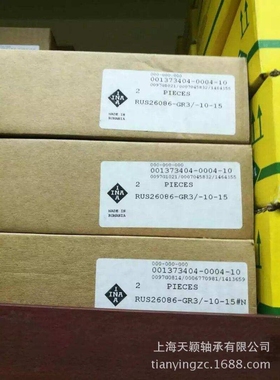 000-000-000
001373404-0004-10
2
PIECES
RUS26086-GR3/-10-15
INA
MADE IN
ROMANIA
000-000-000
001373404-0004-10
2
PIECES
RUS26086-GR3/-10-15
INA
MADE IN
ROMANIA
000-000-000
001373404-0004-10
2
PIECES
RUS26086-GR3/-10-15#N
INA
上海天颖轴承有限公司
tianyingzc.1688.com